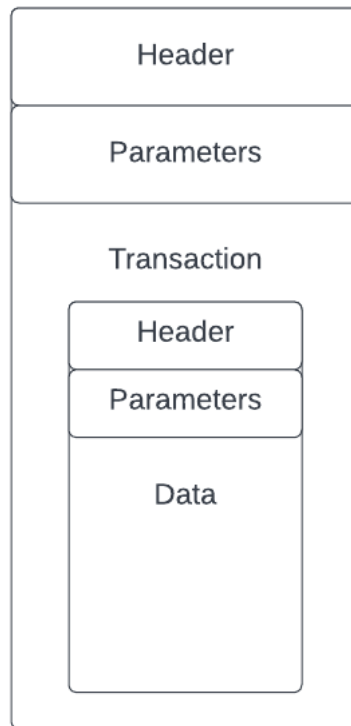 Header
Parameters
Transaction
Header
Parameters
Data